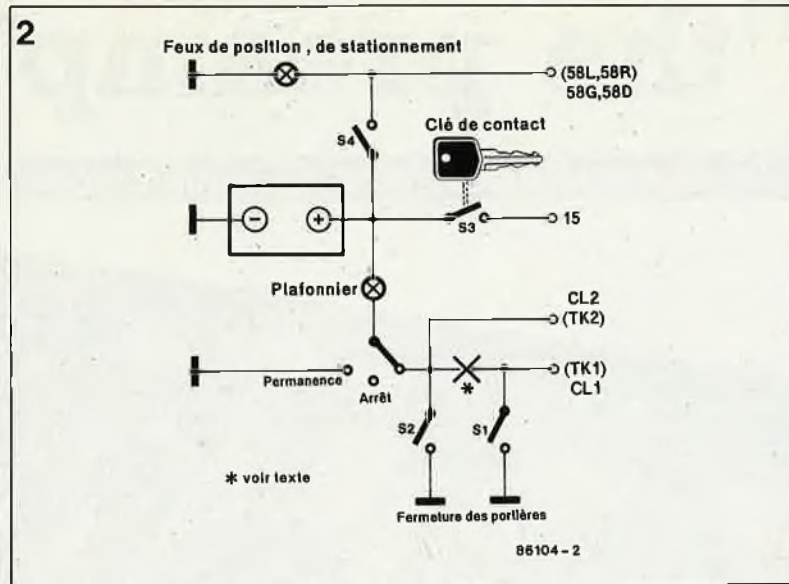 2
Feux de position , de stationnement
(58L,58R)
58G,58D
Clé de contact
S4
S3
15
Plafonnier
CL2
(TK2)
(TK1)
CL1
Permanence
Arrêt
*
S2
S1
* voir texte
Fermeture des portières
86104-2